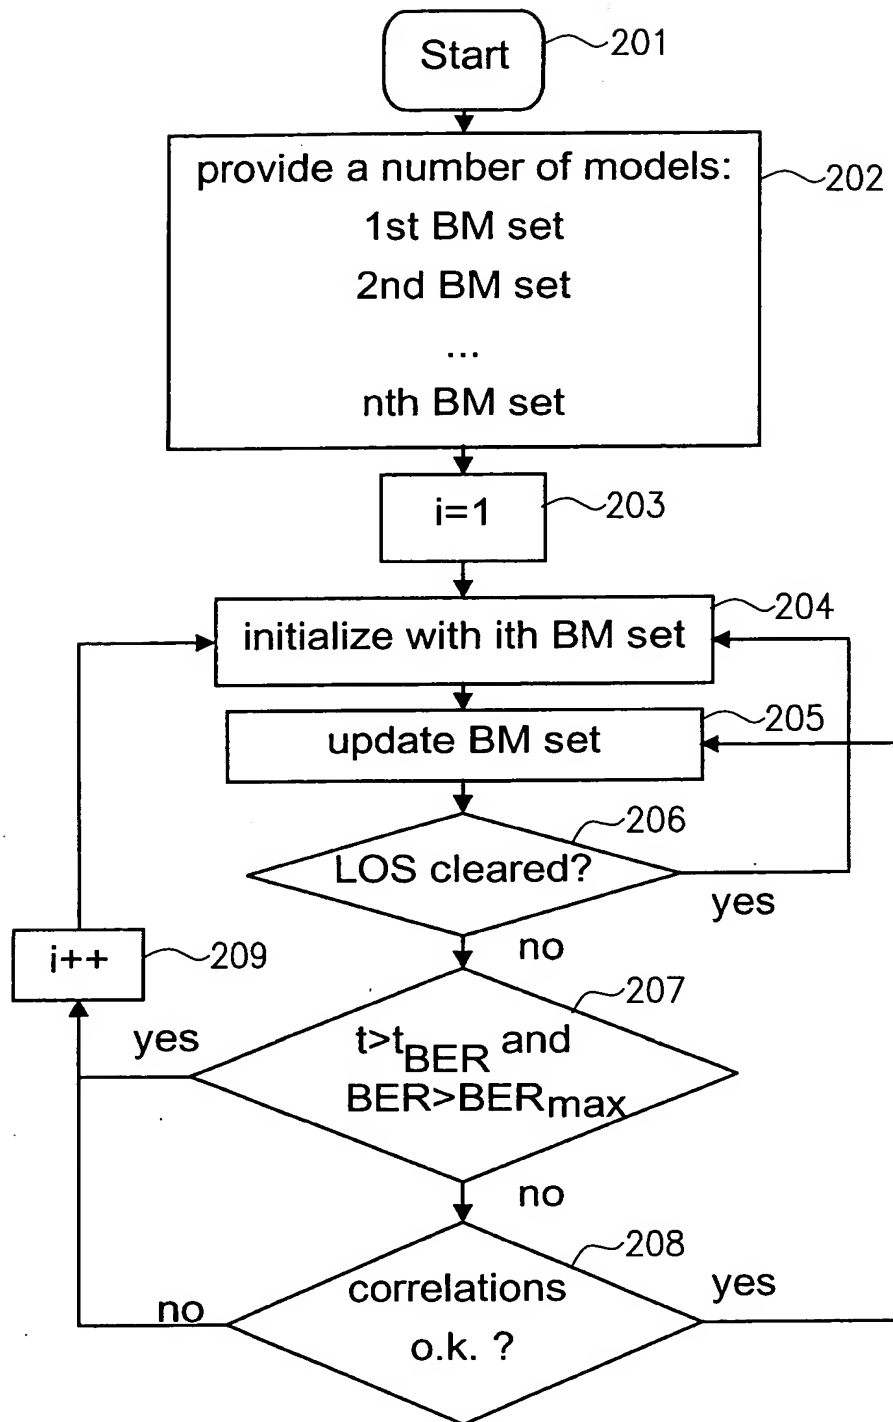 Start
201
provide a number of models:
1st BM set
2nd BM set
...
nth BM set
202
i=1
203
initialize with ith BM set
204
update BM set
205
LOS cleared?
206
yes
no
i++
209
t>tBER and
BER>BERmax
207
yes
no
correlations
o.k. ?
208
yes
no